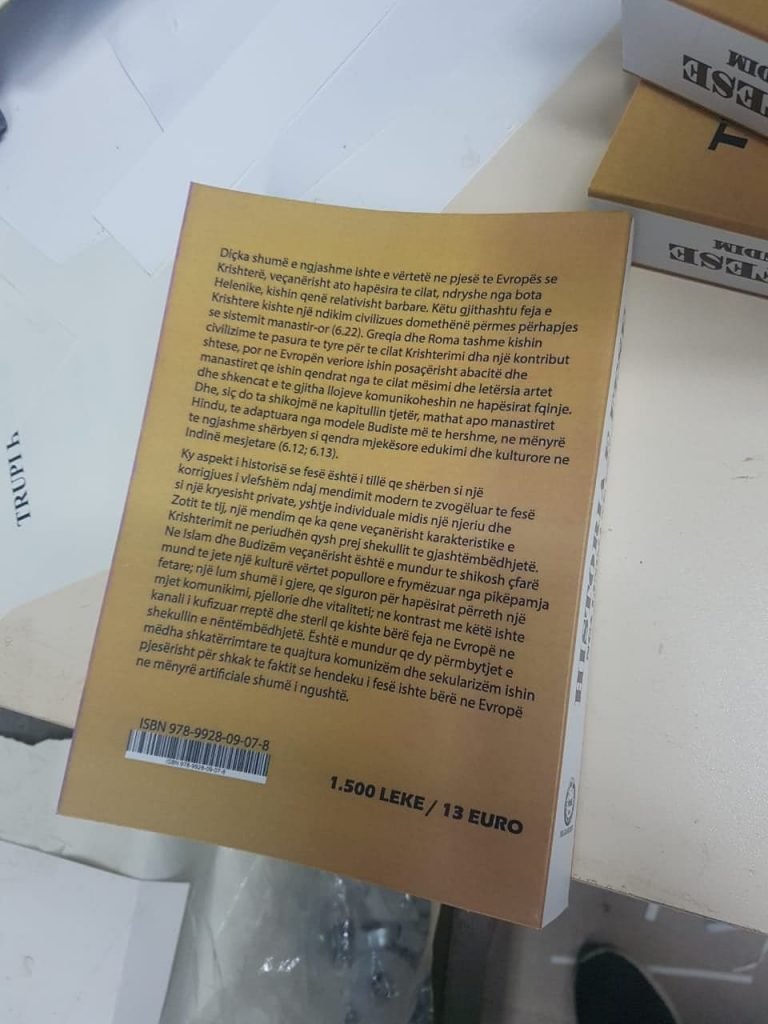 Diçka shumë e ngjashme ishte e vërtetë ne pjesë te Evropës se
Krishterë, veçanërisht ato hapësira te cilat, ndryshe nga bota
Helenike, kishin qenë relativisht barbare. Këtu gjithashtu feja e
Krishtere kishte një ndikim civilizues domethënë përmes përhapjes
se sistemit manastir-or (6.22). Greqia dhe Roma tashme kishin
civilizime te pasura te tyre për te cilat Krishterimi dha një kontribut
shtese, por ne Evropën veriore ishin posaçërisht abacitë dhe
manastiret qe ishin qendrat nga te cilat mësimi dhe letërsia artet
dhe shkencat e te gjitha llojeve komunikoheshin ne hapësirat fqinje.
Dhe, siç do ta shikojmë ne kapitullin tjetër, mathat apo manastiret
Hindu, te adaptuara nga modele Budiste më te hershme, ne mënyrë
te ngjashme shërbyen si qendra mjekësore edukimi dhe kulturore ne
Indinë mesjetare (6.12; 6.13).
Ky aspekt i historisë se fesë është i tillë qe shërben si një
korrigjues i vlefshëm ndaj mendimit modern te zvogëluar te fesë
si një kryesisht private, yshtje individuale midis një njeriu dhe
Zotit te tij, një mendim qe ka qene veçanërisht karakteristike e
Krishterimit ne periudhën qysh prej shekullit te gjashtëmbëdhjetë.
Ne Islam dhe Budizëm veçanërisht është e mundur te shikosh çfarë
mund te jete një kulturë vërtet popullore e frymëzuar nga pikëpamja
fetare; një lum shumë i gjere, qe siguron për hapësirat përreth një
mjet komunikimi, pjellorie dhe vitaliteti; ne kontrast me këtë ishte
kanali i kufizuar rreptë dhe steril qe kishte bërë feja ne Evropë ne
shekullin e nëntëmbëdhjetë. Është e mundur qe dy përmbytjet e
mëdha shkatërrimtare te quajtura komunizëm dhe sekularizëm ishin
pjesërisht për shkak te faktit se hendeku i fesë ishte bërë ne Evropë
ne mënyrë artificiale shumë i ngushtë.
ISBN 978-9928-09-07-8
ISBN 978-9928-09-07-8
1.500 LEKE / 13 EURO
TRUPI